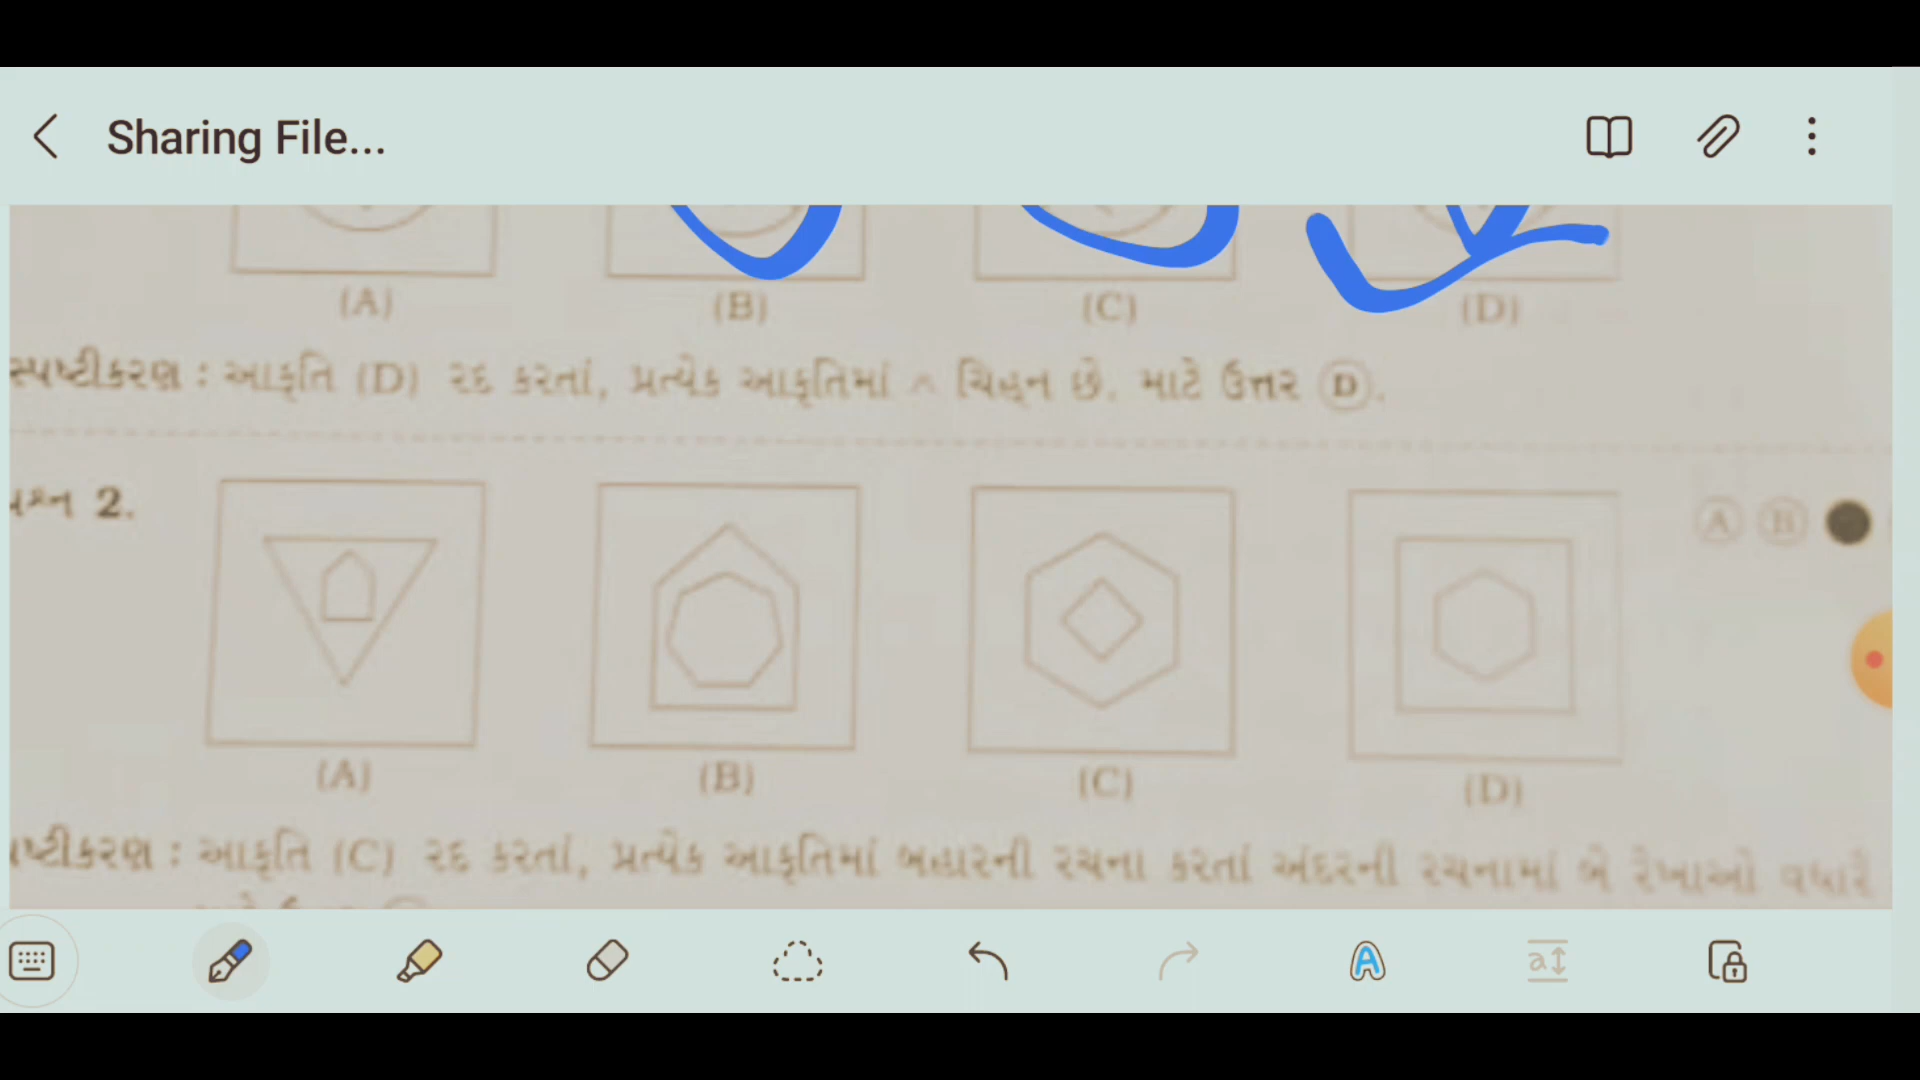 Sharing File...
(A) (B) (C) (D)
સ્પષ્ટીકરણ : આકૃતિ (D) રદ કરતાં, પ્રત્યેક આકૃતિમાં ^ ચિહ્ન છે. માટે ઉત્તર D.
2.
A B
(A) (B) (C) (D)
આકૃતિ (C) રદ કરતાં, પ્રત્યેક આકૃતિમાં બહારની રચના કરતાં અંદરની રચનામાં બે રેખાઓ વધારે
A
a